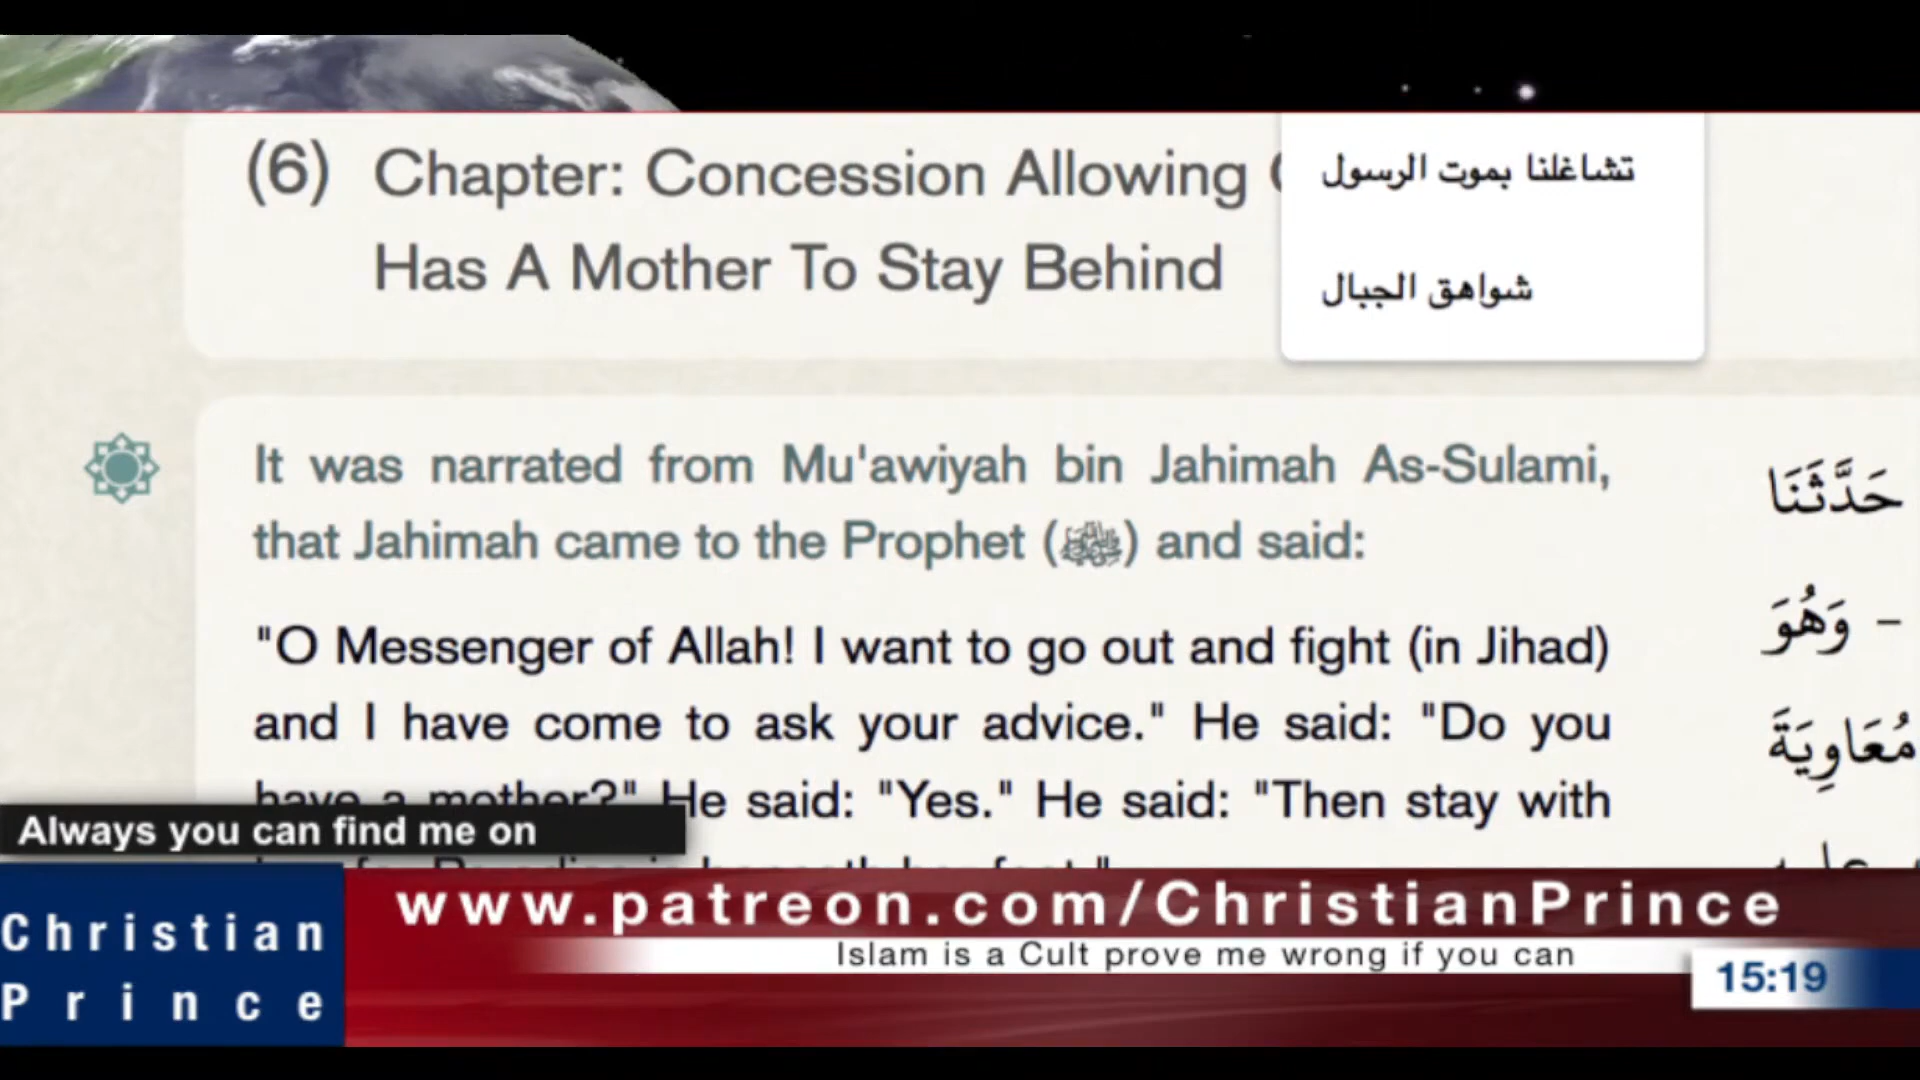 (6) Chapter: Concession Allowing
Has A Mother To Stay Behind
تشاغلنا بموت الرسول
شواهق الجبال
It was narrated from Mu'awiyah bin Jahimah As-Sulami,
that Jahimah came to the Prophet (ﷺ) and said:
"O Messenger of Allah! I want to go out and fight (in Jihad)
and I have come to ask your advice." He said: "Do you
have a mother?" He said: "Yes." He said: "Then stay with
حَدَّثَنَا
- وَهُوَ
مُعَاوِيَةَ
Always you can find me on
Christian
Prince
www.patreon.com/ChristianPrince
Islam is a Cult prove me wrong if you can
15:19